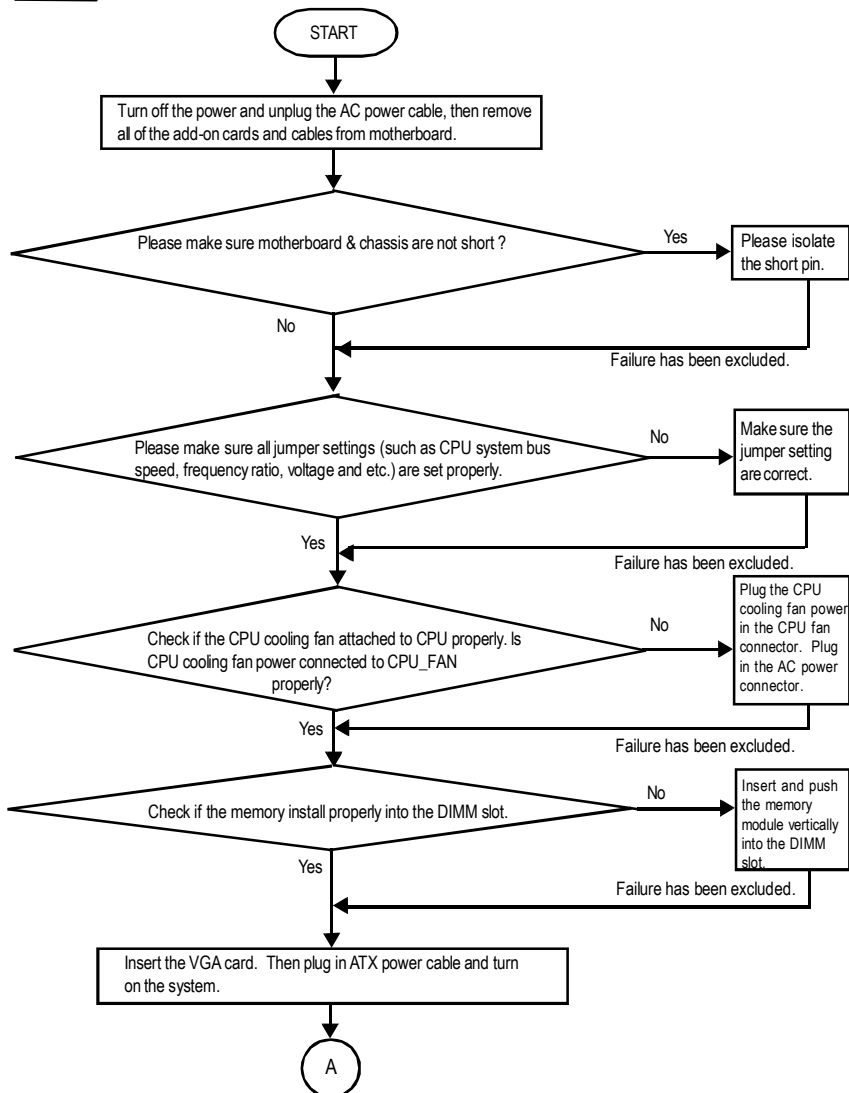 START
Turn off the power and unplug the AC power cable, then remove
all of the add-on cards and cables from motherboard.
Please make sure motherboard & chassis are not short ?
Yes
Please isolate
the short pin.
No
Failure has been excluded.
Please make sure all jumper settings (such as CPU system bus
speed, frequency ratio, voltage and etc.) are set properly.
No
Make sure the
jumper setting
are correct.
Yes
Failure has been excluded.
Check if the CPU cooling fan attached to CPU properly. Is
CPU cooling fan power connected to CPU_FAN
properly?
No
Plug the CPU
cooling fan power
in the CPU fan
connector. Plug
in the AC power
connector.
Yes
Failure has been excluded.
Check if the memory install properly into the DIMM slot.
No
Insert and push
the memory
module vertically
into the DIMM
slot.
Yes
Failure has been excluded.
Insert the VGA card. Then plug in ATX power cable and turn
on the system.
A